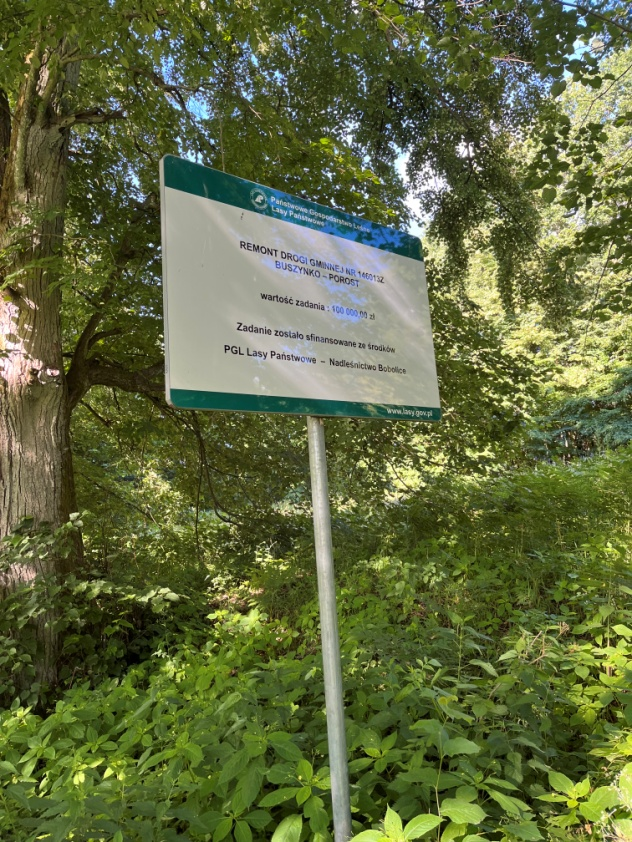 Państwowe Gospodarstwo Leśne
Lasy Państwowe
REMONT DROGI GMINNEJ NR 146013Z
BUSZYNKO – POROST
wartość zadania : 100 000,00 zł
Zadanie zostało sfinansowane ze środków
PGL Lasy Państwowe – Nadleśnictwo Bobolice
www.lasy.gov.pl